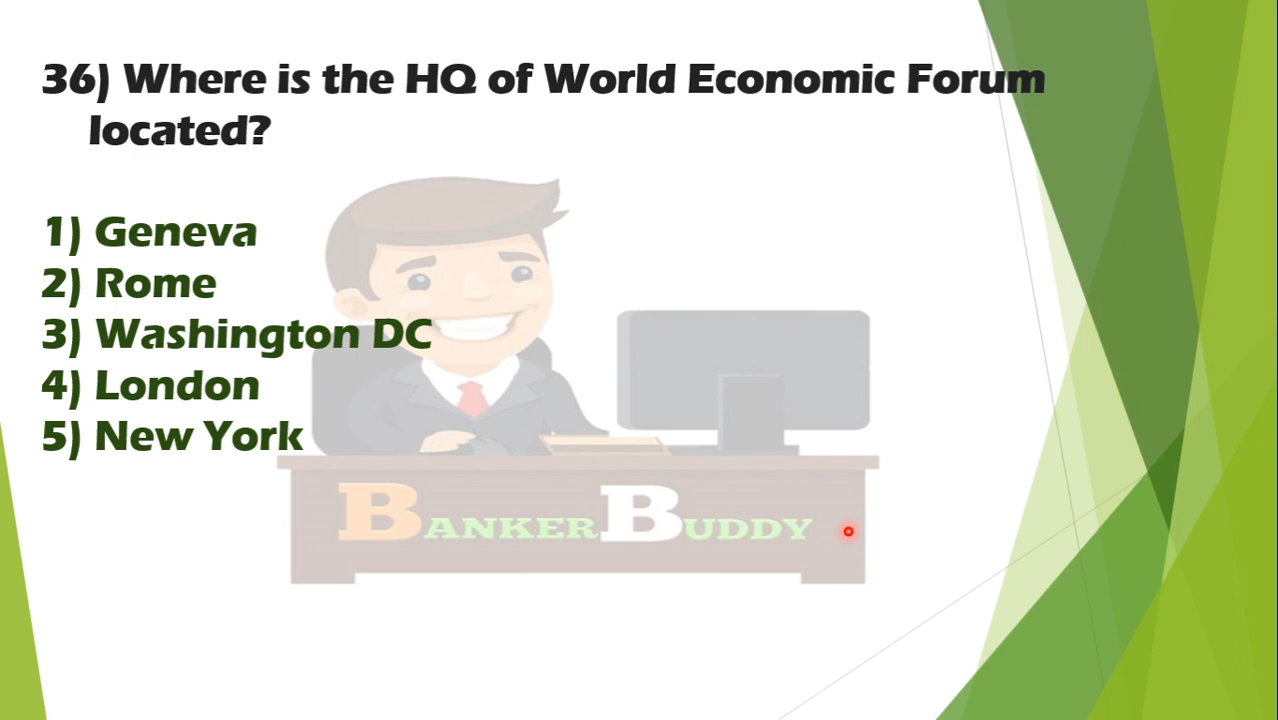 36) Where is the HQ of World Economic Forum
located?
1) Geneva
2) Rome
3) Washington DC
4) London
5) New York
BANKERBUDDY